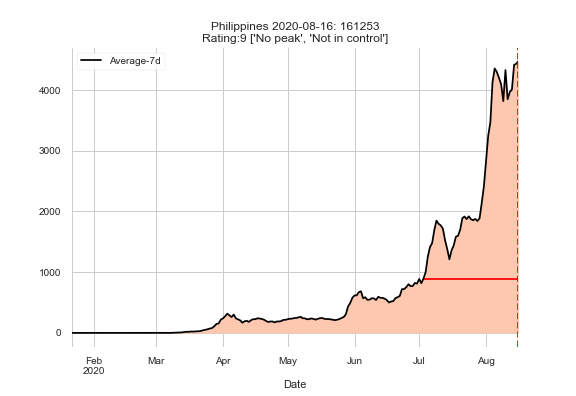 Philippines 2020-08-16: 161253
Rating:9 ['No peak', 'Not in control']
Average-7d
4000
3000
2000
1000
0
Feb
2020
Mar
Apr
May
Jun
Jul
Aug
Date